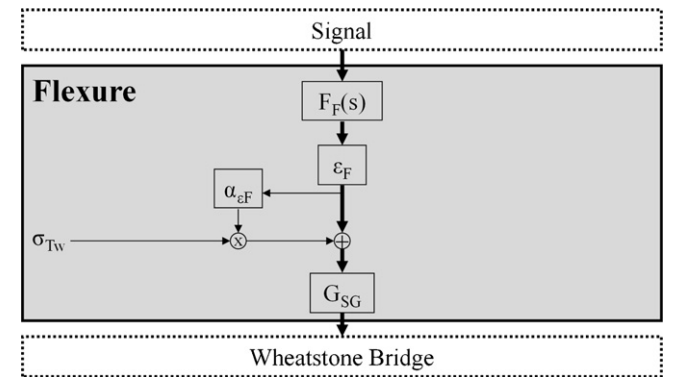 Signal
Flexure
F_F(s)
ε_F
α_εF
σ_Tw
x
+
G_SG
Wheatstone Bridge